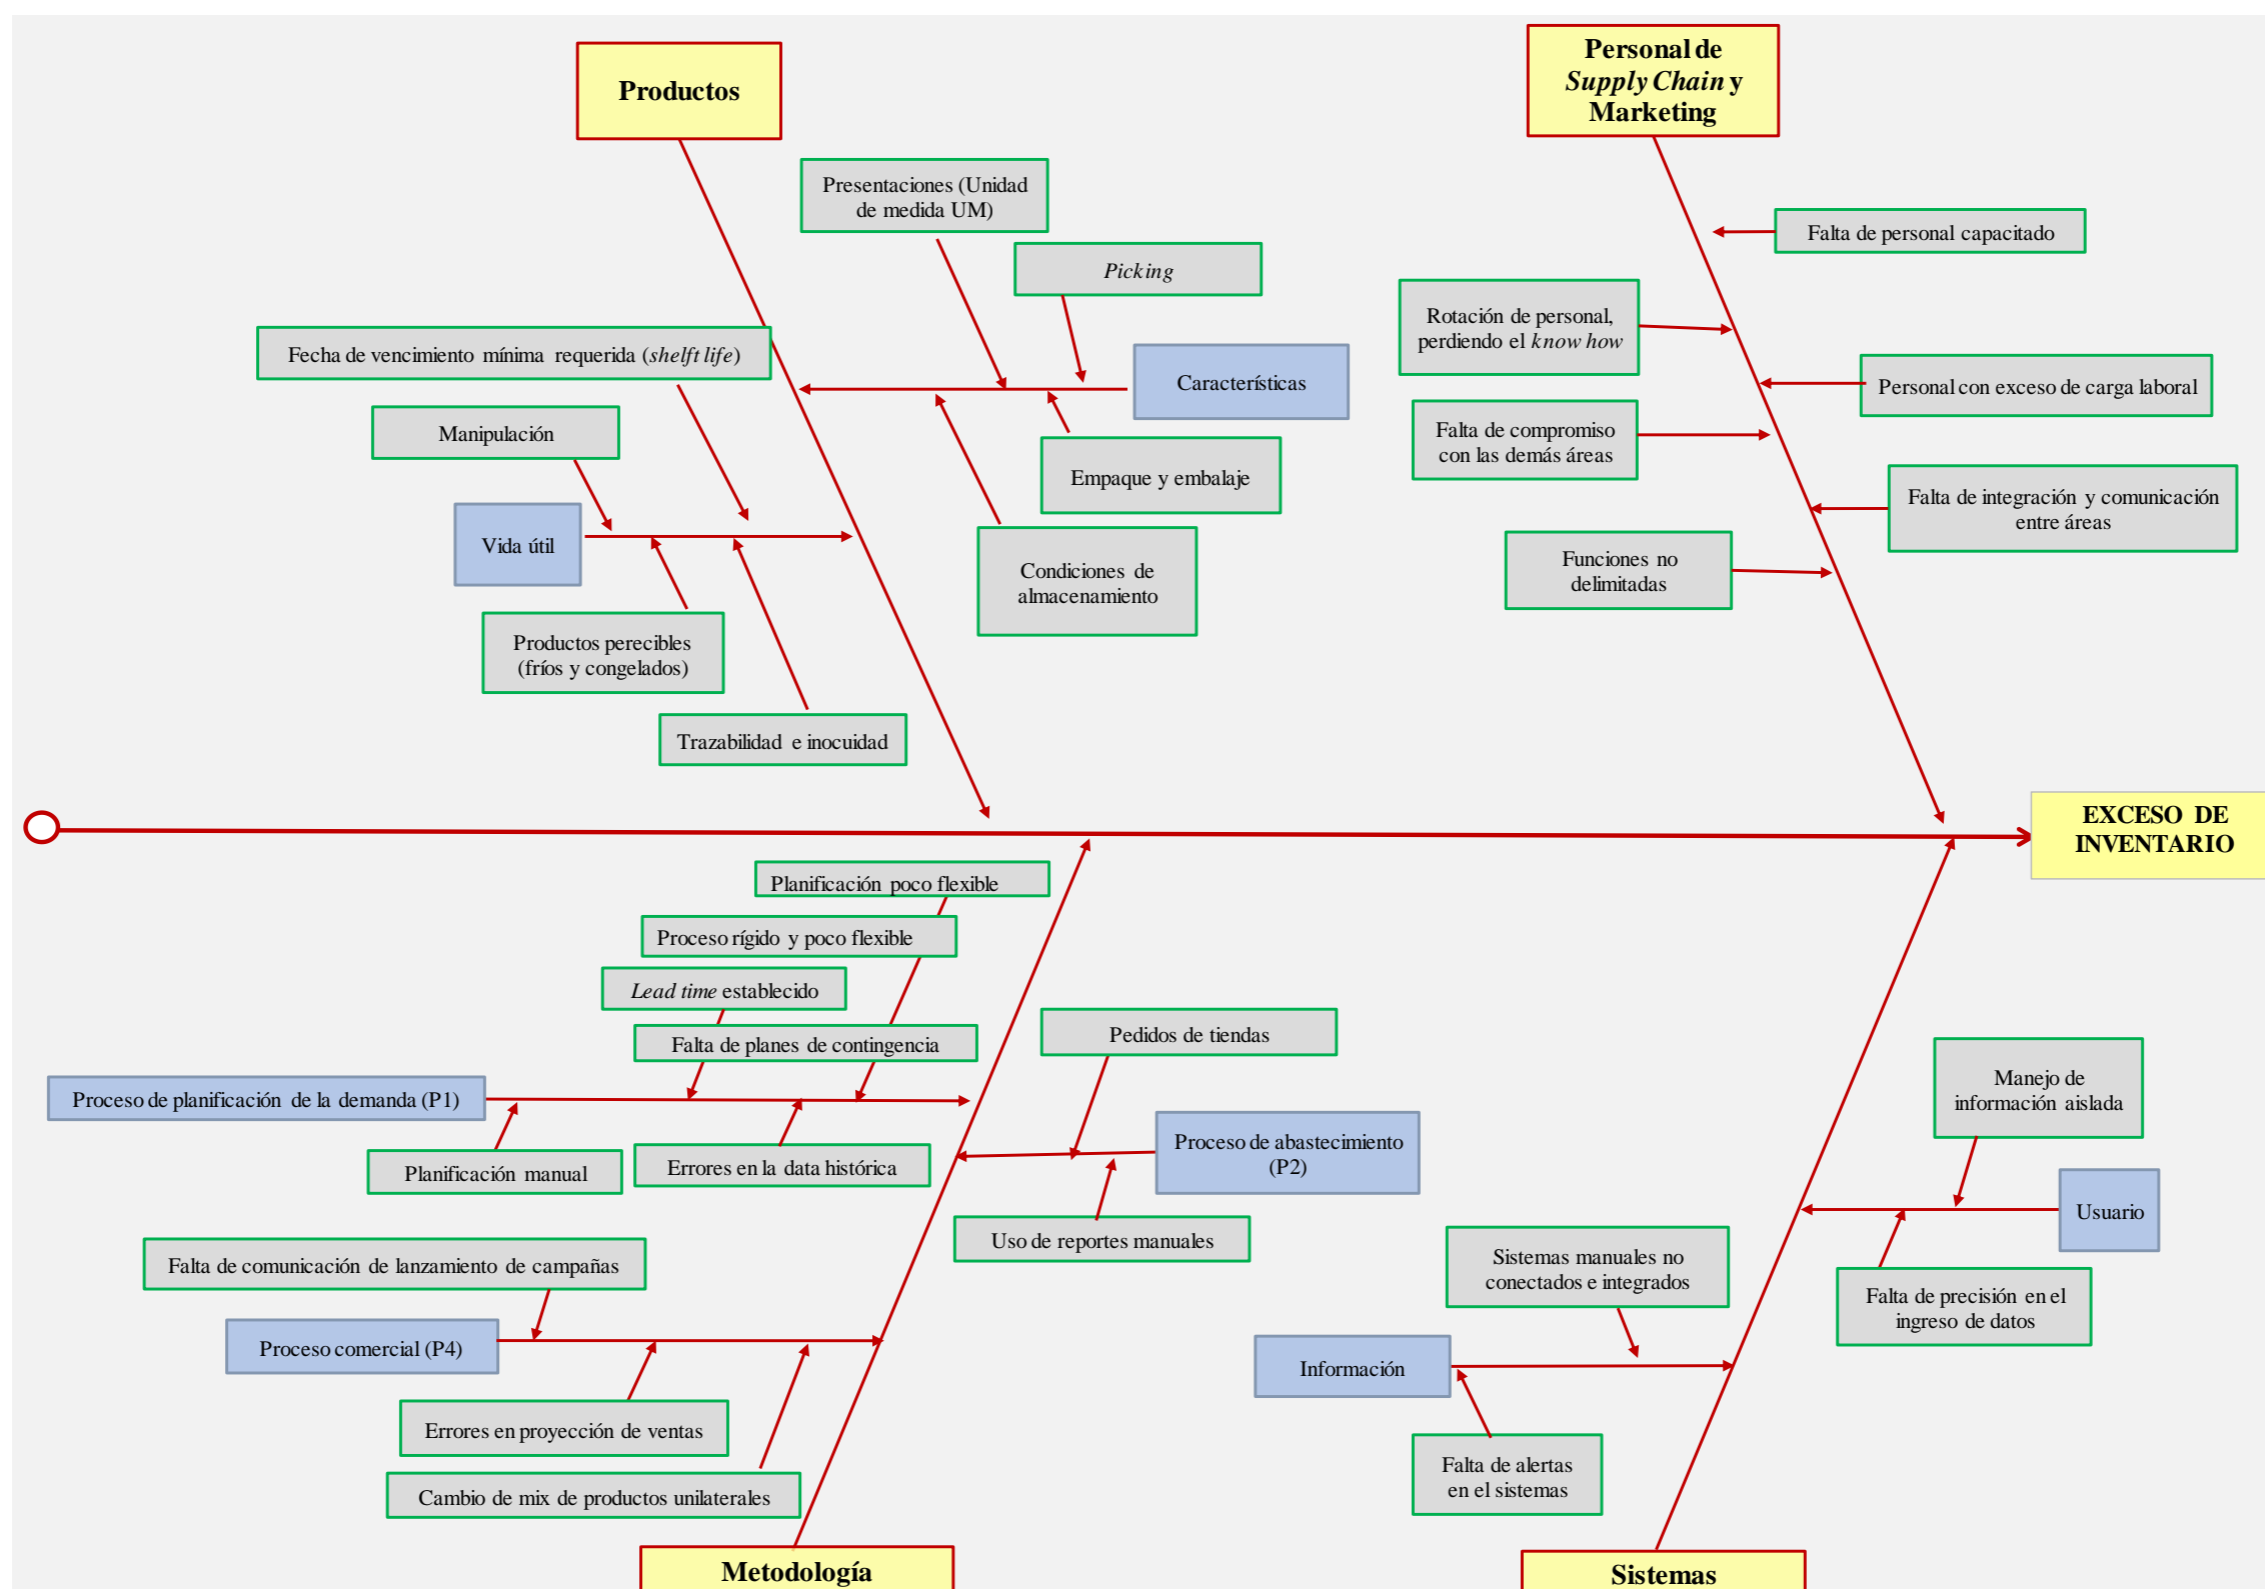 Productos
Personal de
Supply Chain y
Marketing
Presentaciones (Unidad
de medida UM)
Picking
Falta de personal capacitado
Rotación de personal,
perdiendo el know how
Fecha de vencimiento mínima requerida (shelft life)
Características
Personal con exceso de carga laboral
Manipulación
Falta de compromiso
con las demás áreas
Empaque y embalaje
Vida útil
Falta de integración y comunicación
entre áreas
Condiciones de
almacenamiento
Funciones no
delimitadas
Productos perecibles
(fríos y congelados)
Trazabilidad e inocuidad
EXCESO DE
INVENTARIO
Planificación poco flexible
Proceso rígido y poco flexible
Lead time establecido
Falta de planes de contingencia
Pedidos de tiendas
Proceso de planificación de la demanda (P1)
Manejo de
información aislada
Planificación manual
Errores en la data histórica
Proceso de abastecimiento
(P2)
Usuario
Uso de reportes manuales
Falta de comunicación de lanzamiento de campañas
Sistemas manuales no
conectados e integrados
Falta de precisión en el
ingreso de datos
Proceso comercial (P4)
Información
Errores en proyección de ventas
Falta de alertas
en el sistemas
Cambio de mix de productos unilaterales
Metodología
Sistemas